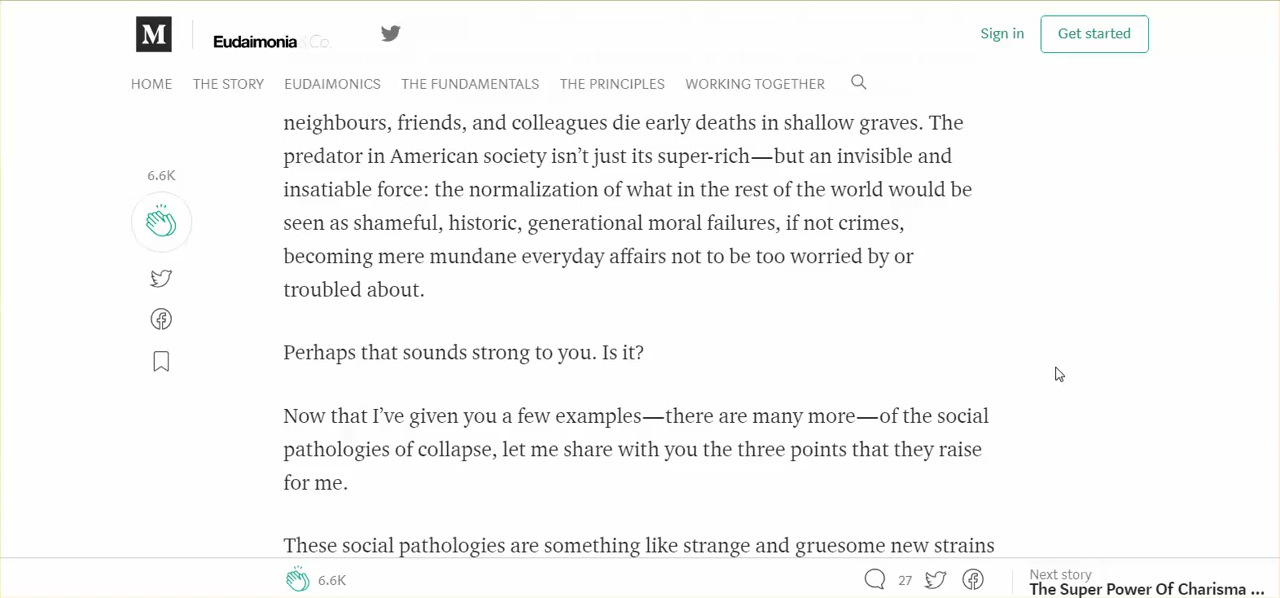 M
Eudaimonia & Co.
Sign in
Get started
HOME THE STORY EUDAIMONICS THE FUNDAMENTALS THE PRINCIPLES WORKING TOGETHER
neighbours, friends, and colleagues die early deaths in shallow graves. The
predator in American society isn’t just its super-rich—but an invisible and
insatiable force: the normalization of what in the rest of the world would be
seen as shameful, historic, generational moral failures, if not crimes,
becoming mere mundane everyday affairs not to be too worried by or
troubled about.
6.6K
Perhaps that sounds strong to you. Is it?
Now that I’ve given you a few examples—there are many more—of the social
pathologies of collapse, let me share with you the three points that they raise
for me.
These social pathologies are something like strange and gruesome new strains
6.6K
27
Next story
The Super Power Of Charisma ...